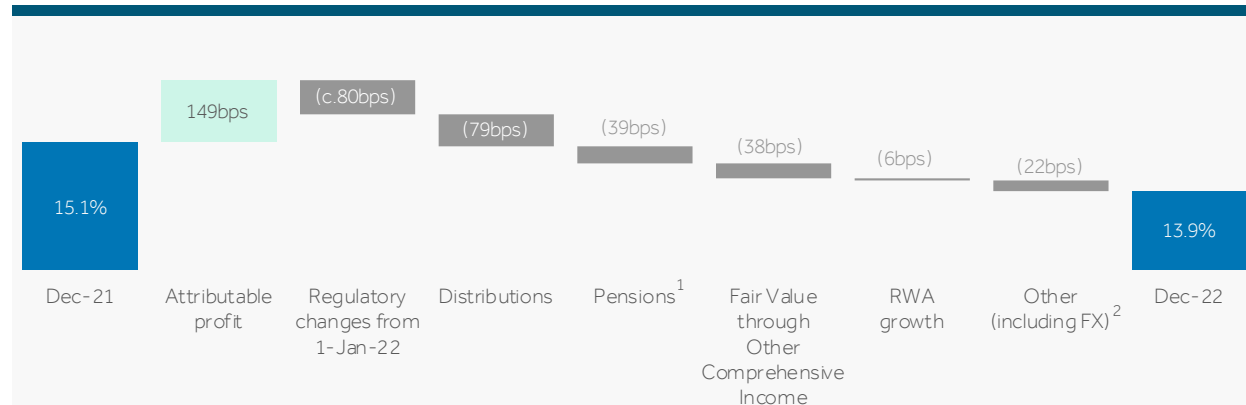 149bps
(c.80bps)
(79bps)
(39bps)
(38bps)
(6bps)
(22bps)
15.1%
13.9%
Dec-21
Attributable
profit
Regulatory
changes from
1-Jan-22
Distributions
Pensions1
Fair Value
through
Other
Comprehensive
Income
RWA
growth
Other
(including FX)2
Dec-22